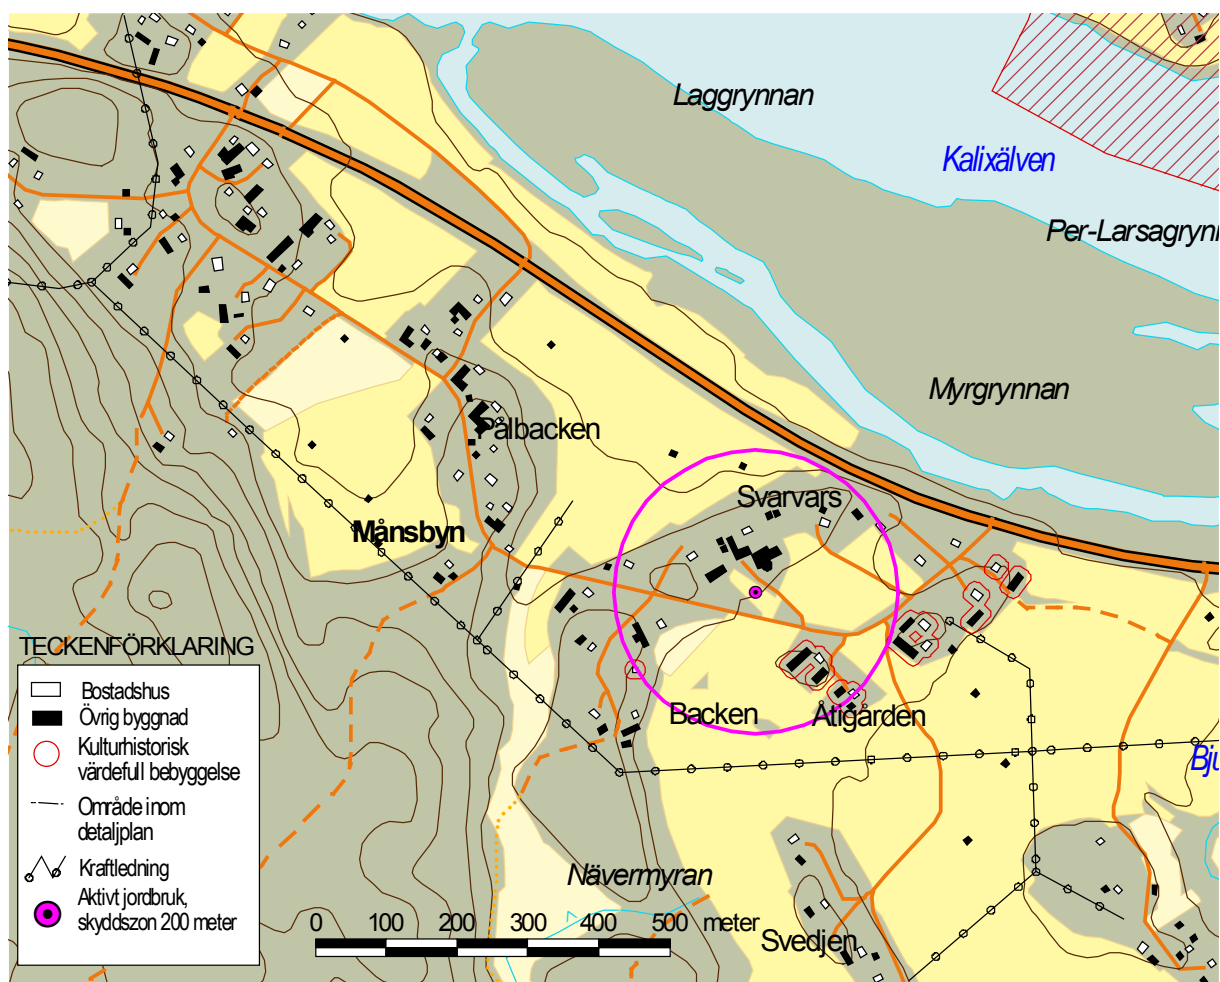 Laggrynnan
Kalixälven
Per-Larsagrynn
Myrgrynnan
Pålbacken
Svarvars
Månsbyn
Backen
Åtigården
Bju
Nävermyran
Svedjen
TECKENFÖRKLARING
Bostadshus
Övrig byggnad
Kulturhistorisk
värdefull bebyggelse
Område inom
detaljplan
Kraftledning
Aktivt jordbruk,
skyddszon 200 meter
0 100 200 300 400 500 meter